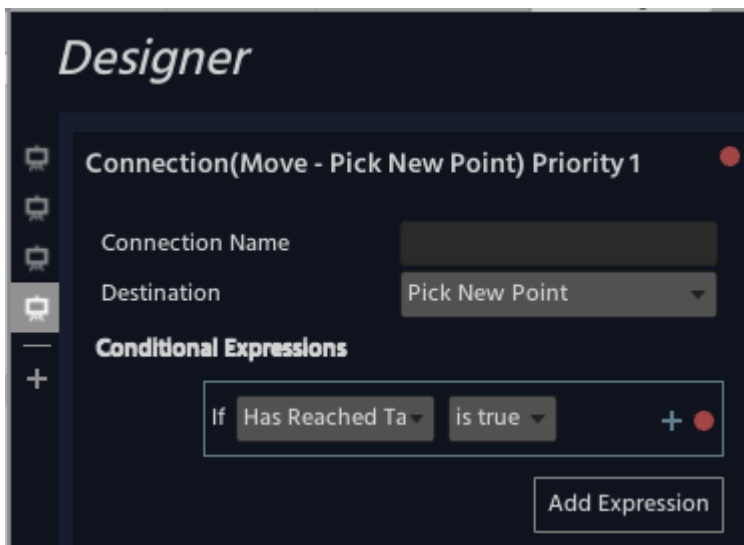 Designer
Connection(Move - Pick New Point) Priority 1
Connection Name
Destination Pick New Point
Conditional Expressions
If Has Reached Ta is true
Add Expression